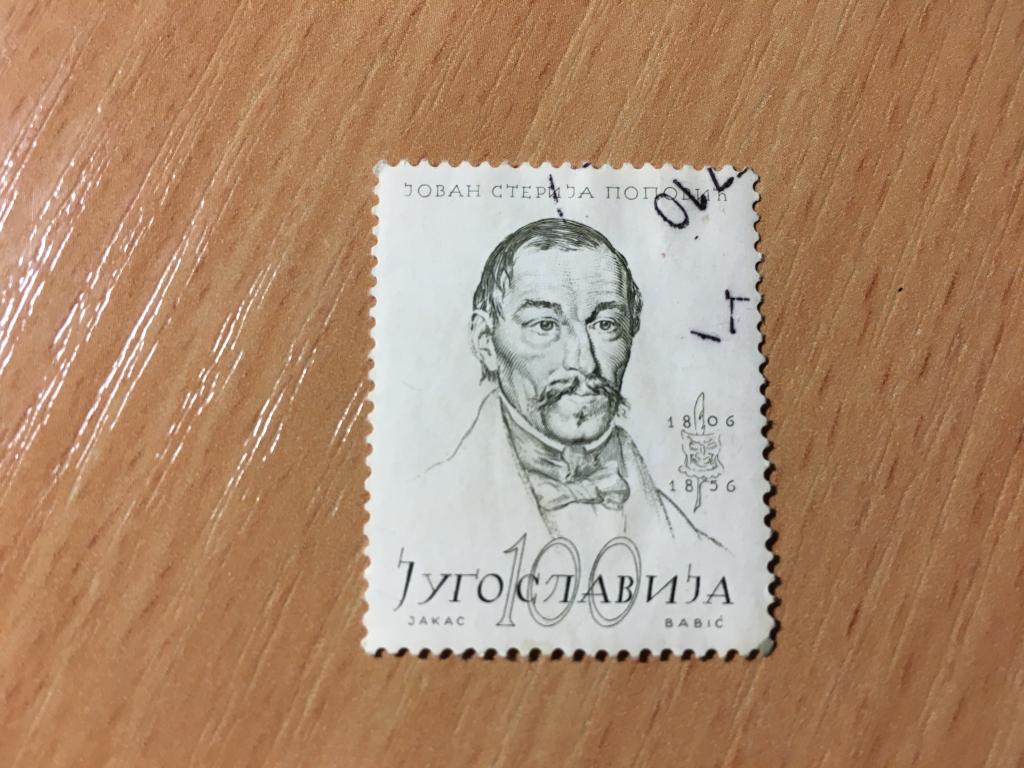 ЈОВАН СТЕРИЈА ПОПОВИЋ
1806
1856
100
ЈУГОСЛАВИЈА
JAKAC BABIĆ